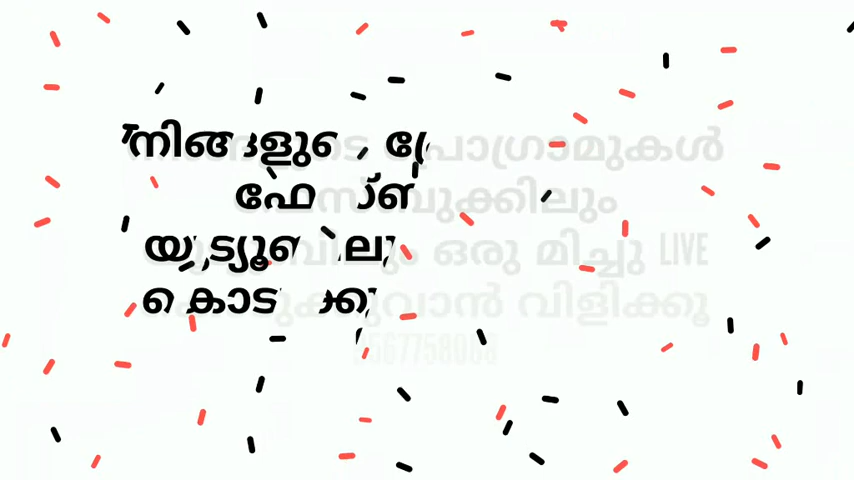 നിങ്ങളുടെ പ്രോഗ്രാമുകൾ
ഫേസ്ബുക്കിലും
യൂട്യൂബിലും ഒരു മിച്ചു LIVE
കൊടുക്കുവാൻ വിളിക്കൂ